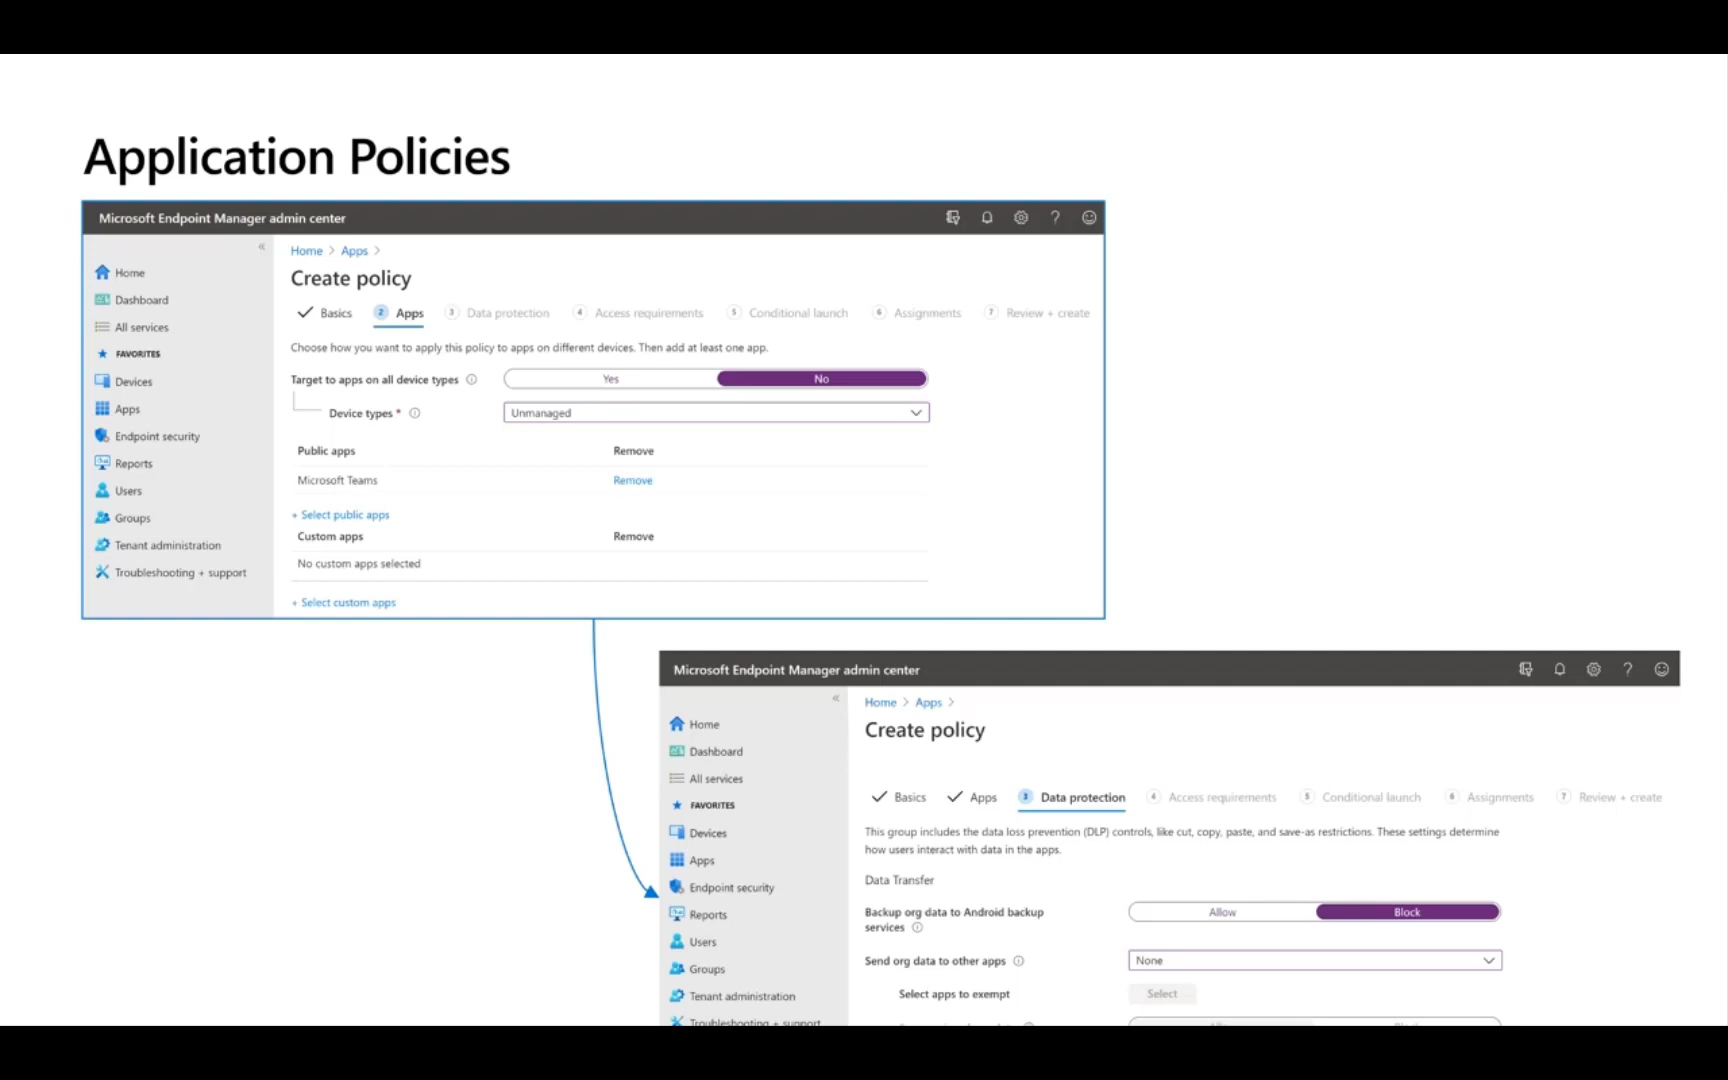 Application Policies
Microsoft Endpoint Manager admin center
«
Home > Apps >
Create policy
Basics 2 Apps 3 Data protection 4 Access requirements 5 Conditional launch 6 Assignments 7 Review + create
Choose how you want to apply this policy to apps on different devices. Then add at least one app.
Target to apps on all device types Yes No
Device types * Unmanaged
Public apps Remove
Microsoft Teams Remove
+ Select public apps
Custom apps Remove
No custom apps selected
+ Select custom apps
Home
Dashboard
All services
FAVORITES
Devices
Apps
Endpoint security
Reports
Users
Groups
Tenant administration
Troubleshooting + support
Microsoft Endpoint Manager admin center
«
Home > Apps >
Create policy
Basics Apps 3 Data protection 4 Access requirements 5 Conditional launch 6 Assignments 7 Review + create
This group includes the data loss prevention (DLP) controls, like cut, copy, paste, and save-as restrictions. These settings determine
how users interact with data in the apps.
Data Transfer
Backup org data to Android backup
services Allow Block
Send org data to other apps None
Select apps to exempt Select
Home
Dashboard
All services
FAVORITES
Devices
Apps
Endpoint security
Reports
Users
Groups
Tenant administration
Troubleshooting + support